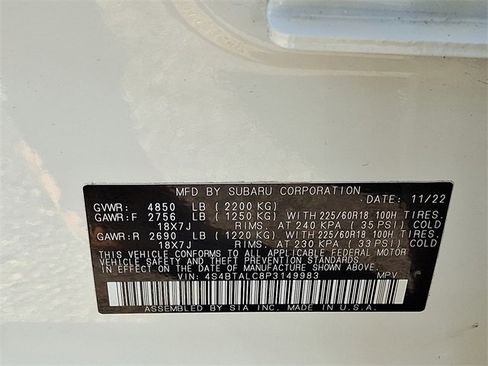 MFD BY SUBARU CORPORATION DATE: 11/22
GVWR: 4850 LB (2200 KG)
GAWR:F 2756 LB (1250 KG) WITH 225/60R18 100H TIRES.
18X7J RIMS.AT 240 KPA ( 35 PSI) COLD
GAWR:R 2690 LB (1220 KG) WITH 225/60R18 100H TIRES.
18X7J RIMS.AT 230 KPA ( 33 PSI) COLD
THIS VEHICLE CONFORMS TO ALL APPLICABLE FEDERAL MOTOR
VEHICLE SAFETY AND THEFT PREVENTION STANDARDS IN
EFFECT ON THE DATE OF MANUFACTURE SHOWN ABOVE
VIN: 4S4BTALC8P3149983 MPV
ASSEMBLED BY SIA INC. MADE IN U.S.A.